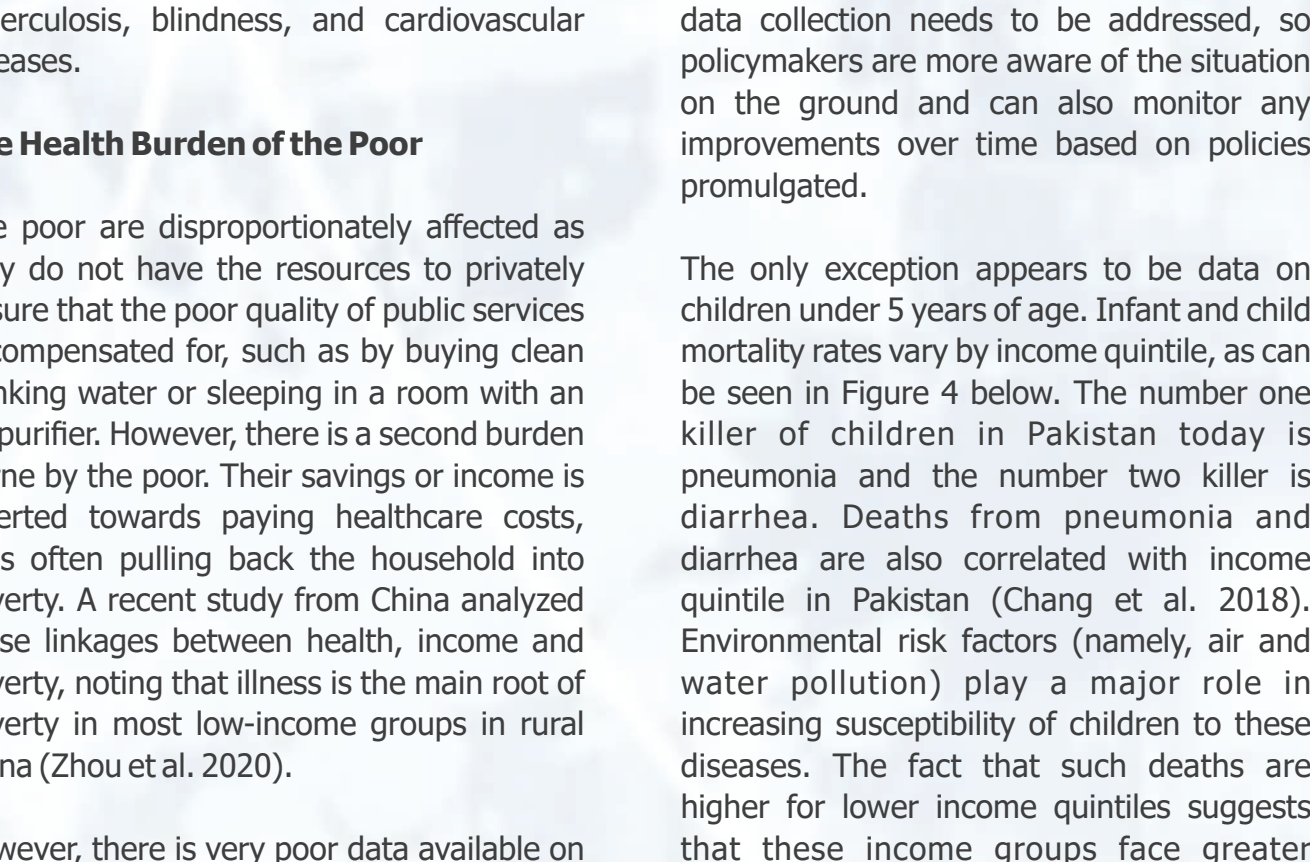 erculosis, blindness, and cardiovascular
eases.
e Health Burden of the Poor
e poor are disproportionately affected as
y do not have the resources to privately
sure that the poor quality of public services
compensated for, such as by buying clean
nking water or sleeping in a room with an
purifier. However, there is a second burden
rne by the poor. Their savings or income is
erted towards paying healthcare costs,
s often pulling back the household into
verty. A recent study from China analyzed
se linkages between health, income and
verty, noting that illness is the main root of
verty in most low-income groups in rural
na (Zhou et al. 2020).
wever, there is very poor data available on
data collection needs to be addressed, so
policymakers are more aware of the situation
on the ground and can also monitor any
improvements over time based on policies
promulgated.
The only exception appears to be data on
children under 5 years of age. Infant and child
mortality rates vary by income quintile, as can
be seen in Figure 4 below. The number one
killer of children in Pakistan today is
pneumonia and the number two killer is
diarrhea. Deaths from pneumonia and
diarrhea are also correlated with income
quintile in Pakistan (Chang et al. 2018).
Environmental risk factors (namely, air and
water pollution) play a major role in
increasing susceptibility of children to these
diseases. The fact that such deaths are
higher for lower income quintiles suggests
that these income groups face greater